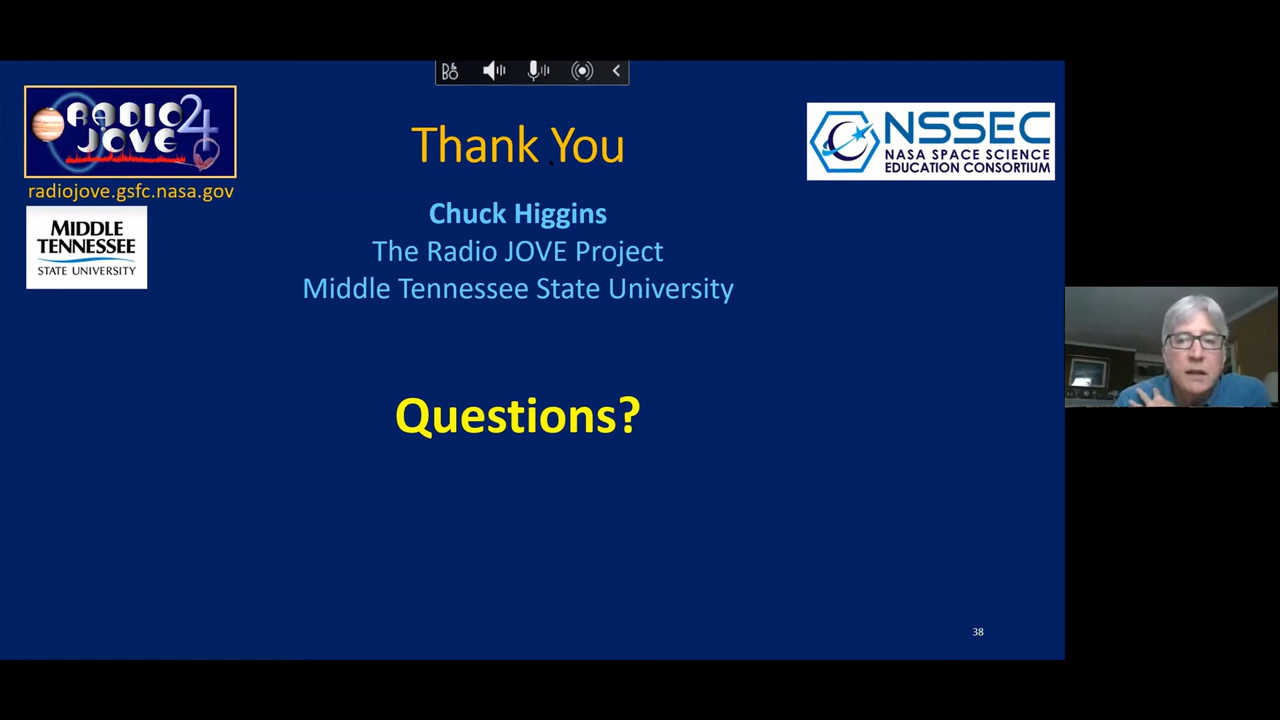 B&O
RADIO 24
JOVE
radiojove.gsfc.nasa.gov
MIDDLE
TENNESSEE
STATE UNIVERSITY
Thank You
Chuck Higgins
The Radio JOVE Project
Middle Tennessee State University
NSSEC
NASA SPACE SCIENCE
EDUCATION CONSORTIUM
Questions?
38